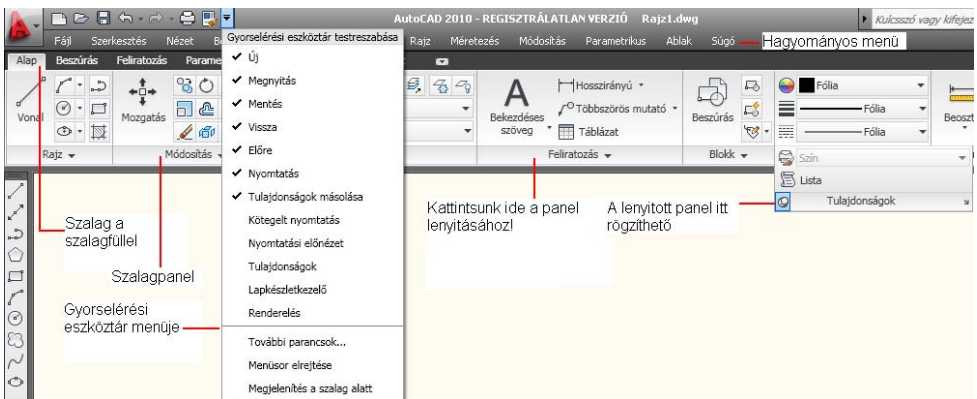 AutoCAD 2010 - REGISZTRÁLATLAN VERZIÓ Rajz1.dwg
Kulcsszó vagy kifejez
Fájl Szerkesztés Nézet
Rajz Méretezés Módosítás Parametrikus Ablak Súgó
Hagyományos menü
Alap Beszúrás Feliratozás Parame
Vonal
Mozgatás
Rajz
Módosítás
Gyorselérési eszköztár testreszabása
Új
Megnyitás
Mentés
Vissza
Előre
Nyomtatás
Tulajdonságok másolása
Kötegelt nyomtatás
Nyomtatási előnézet
Tulajdonságok
Lapkészletkezelő
Renderelés
További parancsok...
Menüsor elrejtése
Megjelenítés a szalag alatt
A
Bekezdéses
szöveg
Hosszirányú
Többszörös mutató
Táblázat
Feliratozás
Beszúrás
Blokk
Fólia
Fólia
Fólia
Beoszt
Szín
Lista
Tulajdonságok
Szalag a
szalagfüllel
Szalagpanel
Gyorselérési
eszköztár menüje
Kattintsunk ide a panel
lenyitásához!
A lenyitott panel itt
rögzíthető